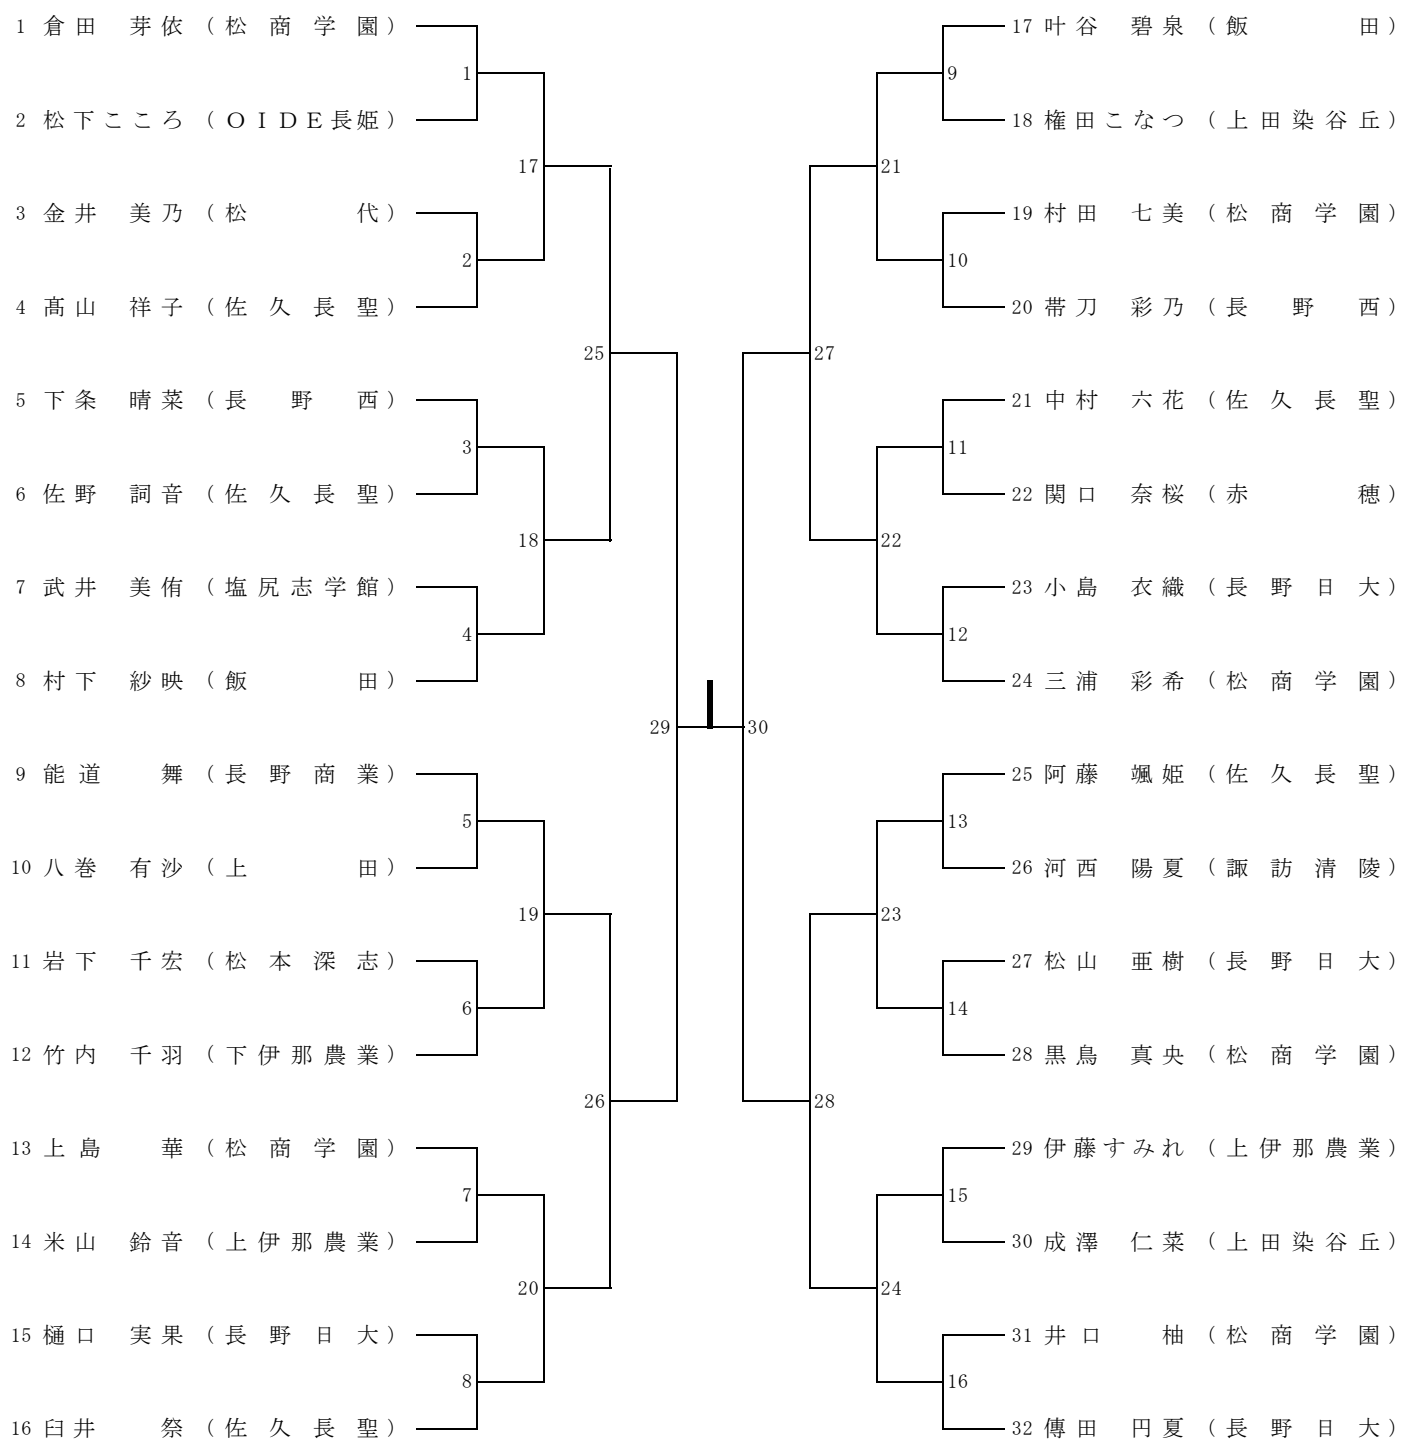 1 倉田 芽依 (松商学園)
2 松下こころ (OIDE長姫)
3 金井 美乃 (松代)
4 髙山 祥子 (佐久長聖)
5 下条 晴菜 (長野西)
6 佐野 詞音 (佐久長聖)
7 武井 美侑 (塩尻志学館)
8 村下 紗映 (飯田)
9 能道 舞 (長野商業)
10 八巻 有沙 (上田)
11 岩下 千宏 (松本深志)
12 竹内 千羽 (下伊那農業)
13 上島 華 (松商学園)
14 米山 鈴音 (上伊那農業)
15 樋口 実果 (長野日大)
16 臼井 祭 (佐久長聖)
1
2
3
4
5
6
7
8
17
18
19
20
25
26
29
30
27
28
21
22
23
24
9
10
11
12
13
14
15
16
17 叶谷 碧泉 (飯田)
18 権田こなつ (上田染谷丘)
19 村田 七美 (松商学園)
20 帯刀 彩乃 (長野西)
21 中村 六花 (佐久長聖)
22 関口 奈桜 (赤穂)
23 小島 衣織 (長野日大)
24 三浦 彩希 (松商学園)
25 阿藤 颯姫 (佐久長聖)
26 河西 陽夏 (諏訪清陵)
27 松山 亜樹 (長野日大)
28 黒鳥 真央 (松商学園)
29 伊藤すみれ (上伊那農業)
30 成澤 仁菜 (上田染谷丘)
31 井口 柚 (松商学園)
32 傳田 円夏 (長野日大)